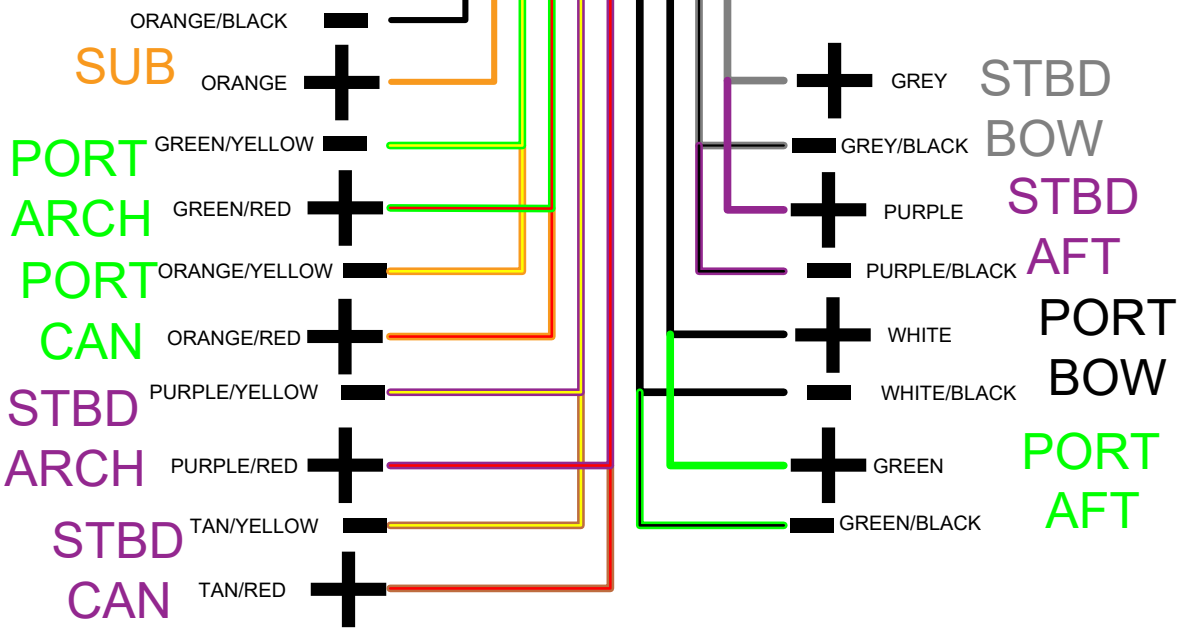 ORANGE/BLACK
SUB
ORANGE
GREEN/YELLOW
PORT
ARCH
GREEN/RED
ORANGE/YELLOW
PORT
CAN
ORANGE/RED
PURPLE/YELLOW
STBD
ARCH
PURPLE/RED
TAN/YELLOW
STBD
CAN
TAN/RED
GREY
STBD
BOW
GREY/BLACK
PURPLE
STBD
AFT
PURPLE/BLACK
WHITE
PORT
BOW
WHITE/BLACK
GREEN
PORT
AFT
GREEN/BLACK